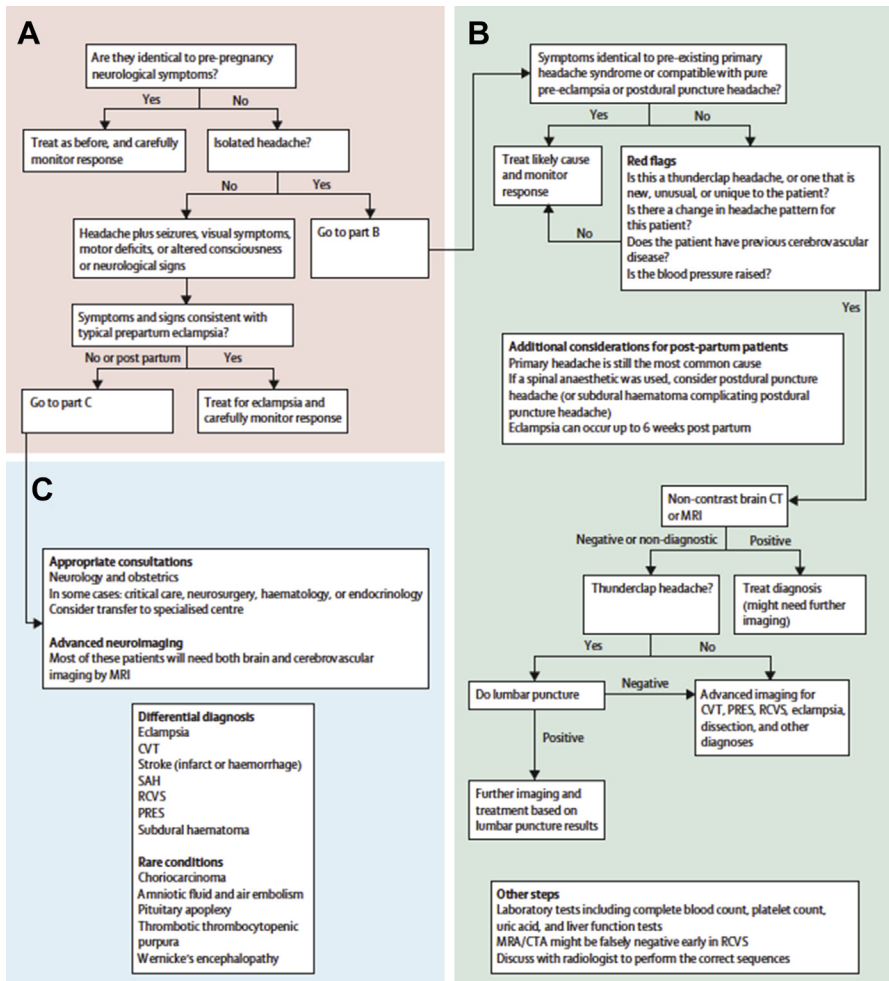 A
Are they identical to pre-pregnancy
neurological symptoms?
Yes
No
Treat as before, and carefully
monitor response
Isolated headache?
No
Yes
Headache plus seizures, visual symptoms,
motor deficits, or altered consciousness
or neurological signs
Go to part B
Symptoms and signs consistent with
typical prepartum eclampsia?
No or post partum
Yes
Go to part C
Treat for eclampsia and
carefully monitor response
B
Symptoms identical to pre-existing primary
headache syndrome or compatible with pure
pre-eclampsia or postdural puncture headache?
Yes
No
Treat likely cause
and monitor
response
Red flags
Is this a thunderclap headache, or one that is
new, unusual, or unique to the patient?
Is there a change in headache pattern for
this patient?
Does the patient have previous cerebrovascular
disease?
Is the blood pressure raised?
No
Yes
Additional considerations for post-partum patients
Primary headache is still the most common cause
If a spinal anaesthetic was used, consider postdural puncture
headache (or subdural haematoma complicating postdural
puncture headache)
Eclampsia can occur up to 6 weeks post partum
Non-contrast brain CT
or MRI
Negative or non-diagnostic
Positive
Thunderclap headache?
Treat diagnosis
(might need further
imaging)
Yes
No
Do lumbar puncture
Negative
Advanced imaging for
CVT, PRES, RCVS, eclampsia,
dissection, and other
diagnoses
Positive
Further imaging and
treatment based on
lumbar puncture results
Other steps
Laboratory tests including complete blood count, platelet count,
uric acid, and liver function tests
MRA/CTA might be falsely negative early in RCVS
Discuss with radiologist to perform the correct sequences
C
Appropriate consultations
Neurology and obstetrics
In some cases: critical care, neurosurgery, haematology, or endocrinology
Consider transfer to specialised centre
Advanced neuroimaging
Most of these patients will need both brain and cerebrovascular
imaging by MRI
Differential diagnosis
Eclampsia
CVT
Stroke (infarct or haemorrhage)
SAH
RCVS
PRES
Subdural haematoma
Rare conditions
Choriocarcinoma
Amniotic fluid and air embolism
Pituitary apoplexy
Thrombotic thrombocytopenic
purpura
Wernicke's encephalopathy